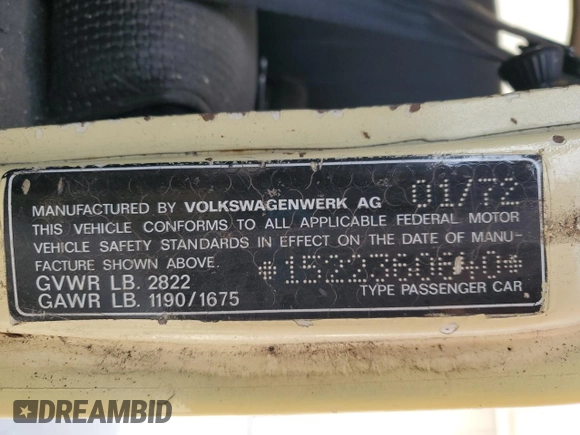 MANUFACTURED BY VOLKSWAGENWERK AG 01/72
THIS VEHICLE CONFORMS TO ALL APPLICABLE FEDERAL MOTOR
VEHICLE SAFETY STANDARDS IN EFFECT ON THE DATE OF MANU-
FACTURE SHOWN ABOVE.
GVWR LB. 2822
GAWR LB. 1190/1675
TYPE PASSENGER CAR
DREAMBID